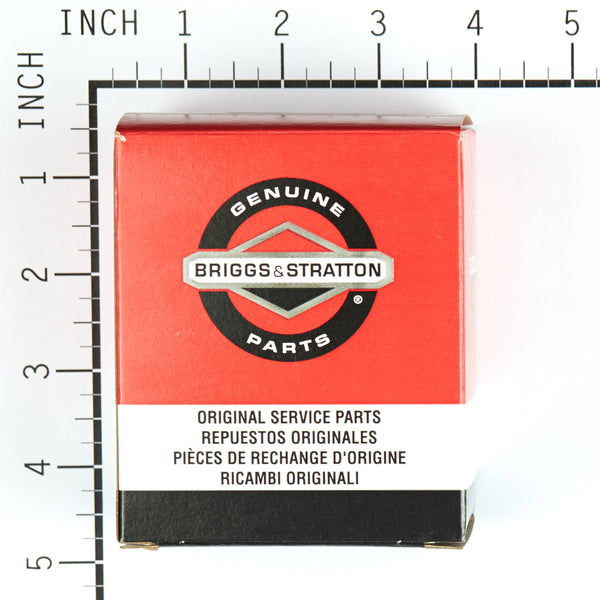 INCH 1 2 3 4 5
INCH
1
2
3
4
5
GENUINE
BRIGGS & STRATTON
®
PARTS
ORIGINAL SERVICE PARTS
REPUESTOS ORIGINALES
PIÈCES DE RECHANGE D'ORIGINE
RICAMBI ORIGINALI